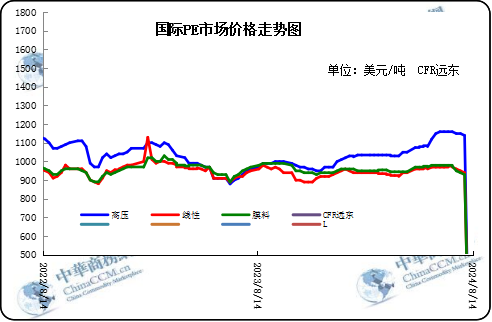 国际PE市场价格走势图
单位：美元/吨 CFR远东
1800
1700
1600
1500
1400
1300
1200
1100
1000
900
800
700
600
500
高压 线性 膜料 CFR远东
L
2022/8/14 2023/8/14 2024/8/14
中華商務網
ChinaCCM.cn
China Commodity Marketplace